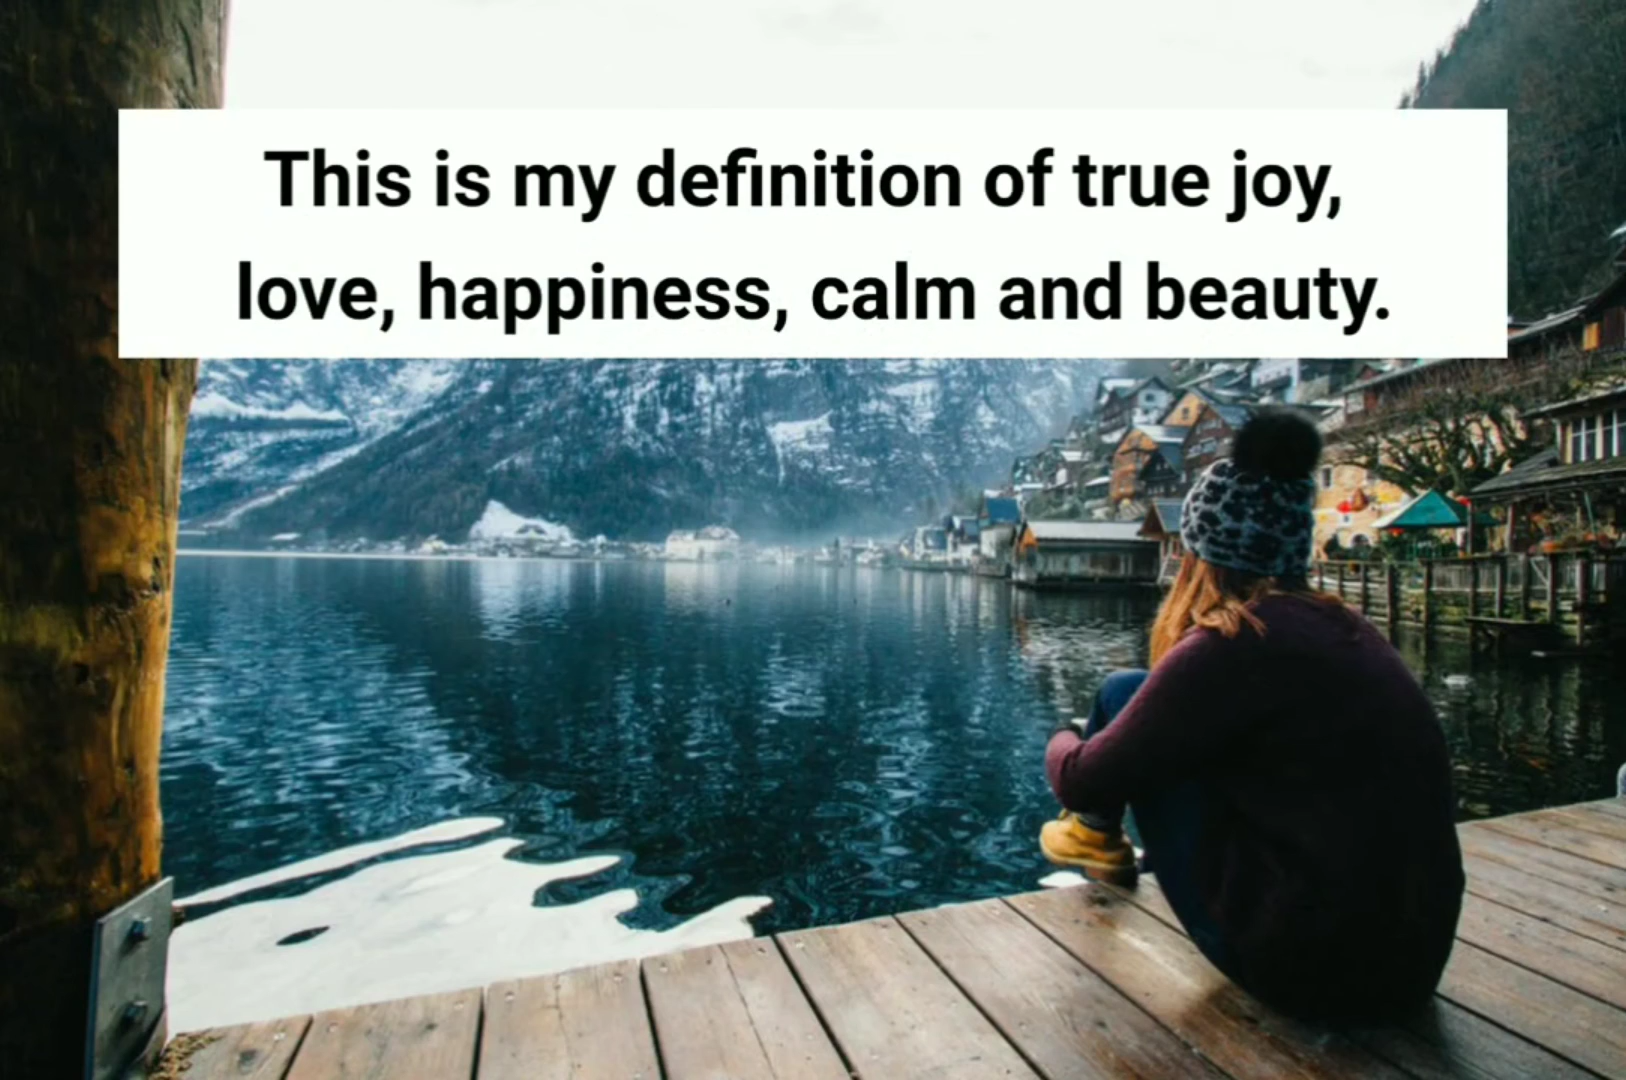 This is my definition of true joy,
love, happiness, calm and beauty.